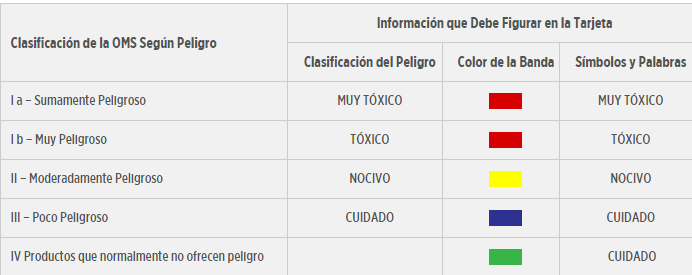 Clasificación de la OMS Según Peligro
Información que Debe Figurar en la Tarjeta
Clasificación del Peligro
Color de la Banda
Símbolos y Palabras
I a – Sumamente Peligroso
MUY TÓXICO
MUY TÓXICO
I b – Muy Peligroso
TÓXICO
TÓXICO
II – Moderadamente Peligroso
NOCIVO
NOCIVO
III – Poco Peligroso
CUIDADO
CUIDADO
IV Productos que normalmente no ofrecen peligro
CUIDADO